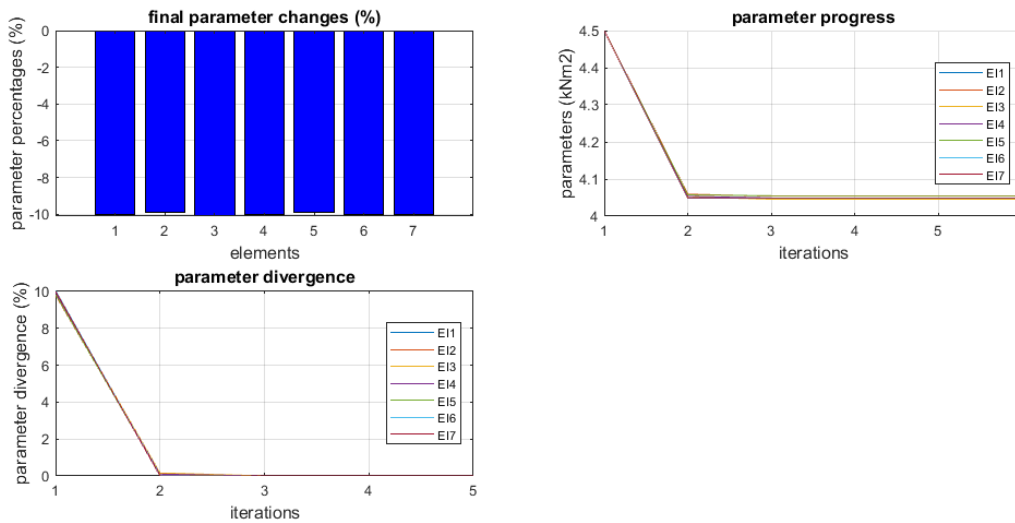 final parameter changes (%)
parameter percentages (%)
0
-2
-4
-6
-8
-10
1 2 3 4 5 6 7
elements
parameter progress
parameters (kNm2)
4.5
4.4
4.3
4.2
4.1
4
1 2 3 4 5
iterations
EI1
EI2
EI3
EI4
EI5
EI6
EI7
parameter divergence
parameter divergence (%)
10
8
6
4
2
0
1 2 3 4 5
iterations
EI1
EI2
EI3
EI4
EI5
EI6
EI7